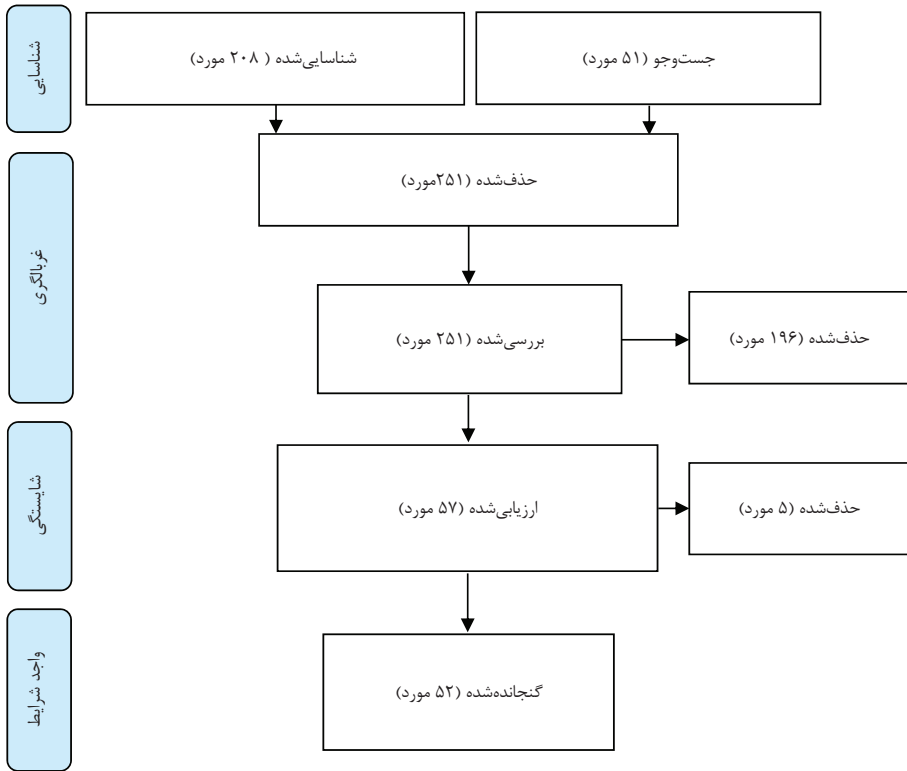 شناسایی
جست‌وجو (۵۱ مورد)
شناسایی‌شده ( ۲۰۸ مورد)
حذف‌شده (۲۵۱مورد)
غربالگری
بررسی‌شده (۲۵۱ مورد)
حذف‌شده (۱۹۶ مورد)
شایستگی
ارزیابی‌شده (۵۷ مورد)
حذف‌شده (۵ مورد)
واجد شرایط
گنجانده‌شده (۵۲ مورد)